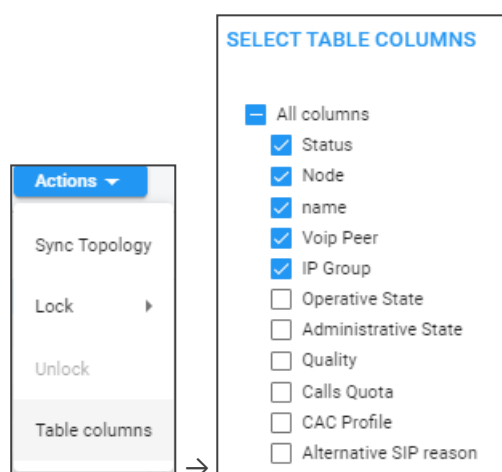 Actions
Sync Topology
Lock
Unlock
Table columns
→
SELECT TABLE COLUMNS
All columns
Status
Node
name
Voip Peer
IP Group
Operative State
Administrative State
Quality
Calls Quota
CAC Profile
Alternative SIP reason